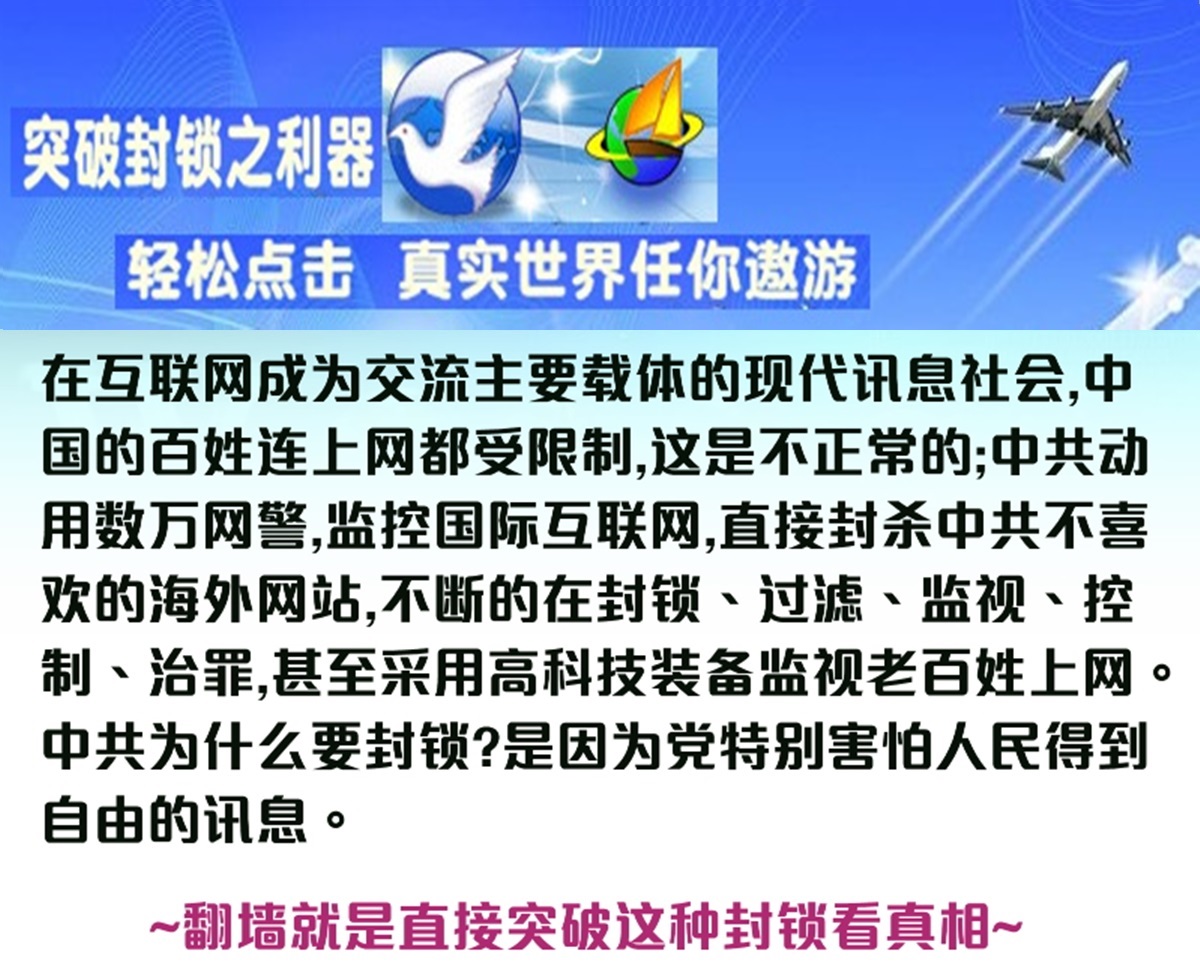 突破封锁之利器
轻松点击 真实世界任你遨游
在互联网成为交流主要载体的现代讯息社会,中
国的百姓连上网都受限制,这是不正常的;中共动
用数万网警,监控国际互联网,直接封杀中共不喜
欢的海外网站,不断的在封锁、过滤、监视、控
制、治罪,甚至采用高科技装备监视老百姓上网。
中共为什么要封锁?是因为党特别害怕人民得到
自由的讯息。
~翻墙就是直接突破这种封锁看真相~